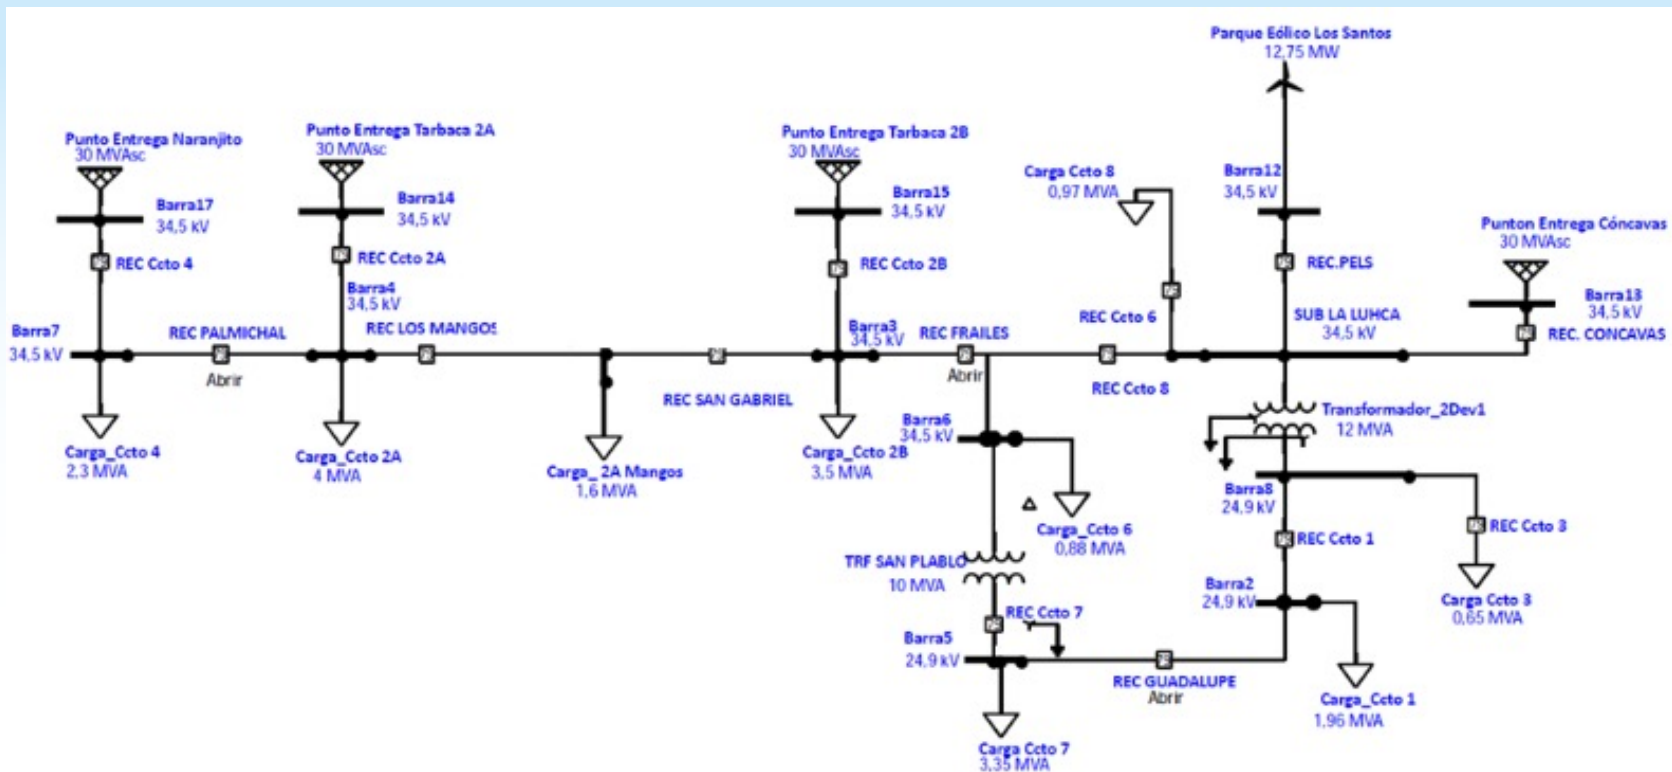 Parque Eólico Los Santos
12,75 MW
Punto Entrega Naranjito
30 MVAsc
Punto Entrega Tarbaca 2A
30 MVAsc
Punto Entrega Tarbaca 2B
30 MVAsc
Carga Ccto 8
0,97 MVA
Barra12
34,5 kV
Barra17
34,5 kV
Barra14
34,5 kV
Barra15
34,5 kV
Punton Entrega Cóncavas
30 MVAsc
REC Ccto 4
REC Ccto 2A
REC Ccto 2B
REC.PELS
Barra4
34,5 kV
Barra13
34,5 kV
Barra7
34,5 kV
REC PALMICHAL
Abrir
REC LOS MANGOS
REC SAN GABRIEL
Barra3
34,5 kV
REC FRAILES
Abrir
REC Ccto 6
REC Ccto 8
SUB LA LUHCA
34,5 kV
REC. CONCAVAS
Carga_Ccto 4
2,3 MVA
Carga_Ccto 2A
4 MVA
Carga_ 2A Mangos
1,6 MVA
Carga_Ccto 2B
3,5 MVA
Barra6
34,5 kV
Transformador_2Dev1
12 MVA
Carga_Ccto 6
0,88 MVA
Barra8
24,9 kV
REC Ccto 1
REC Ccto 3
TRF SAN PLABLO
10 MVA
Barra2
24,9 kV
Carga Ccto 3
0,65 MVA
REC Ccto 7
Barra5
24,9 kV
REC GUADALUPE
Abrir
Carga_Ccto 1
1,96 MVA
Carga Ccto 7
3,35 MVA